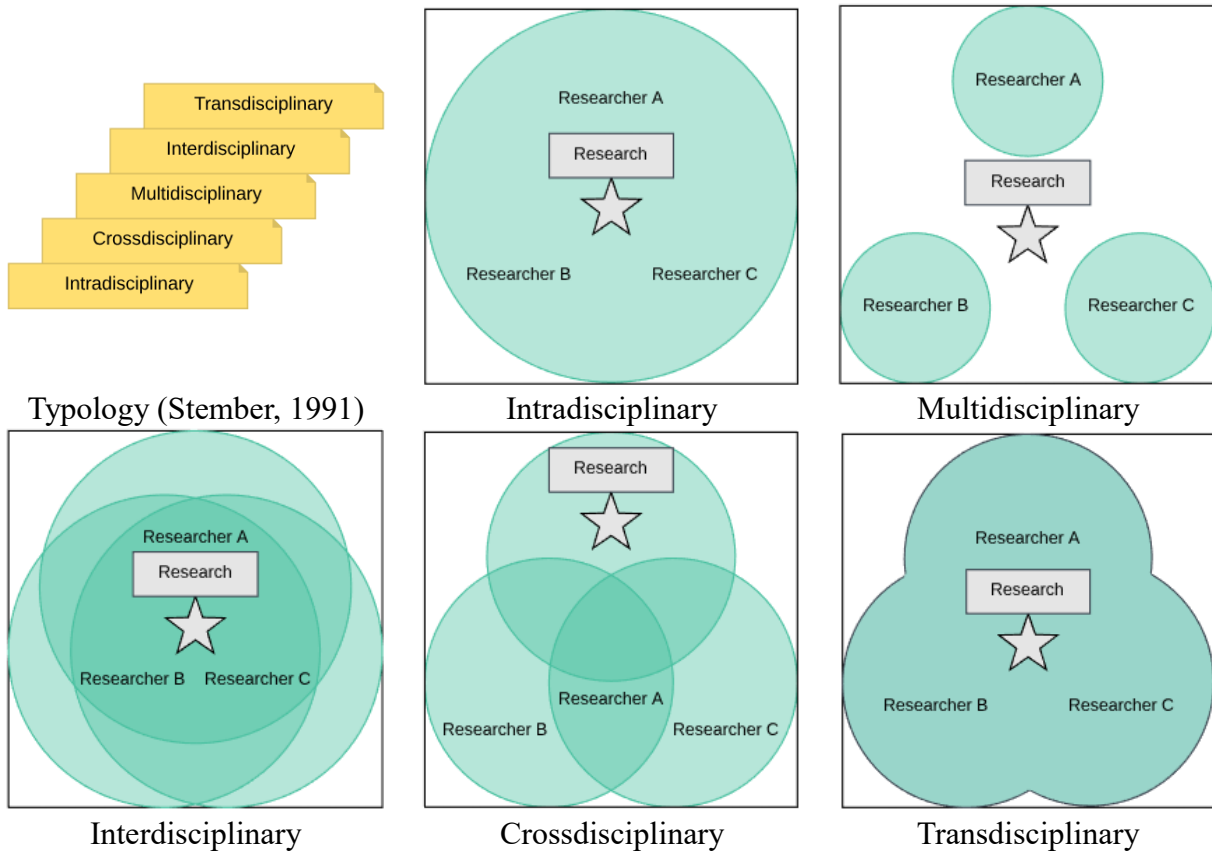 Transdisciplinary
Interdisciplinary
Multidisciplinary
Crossdisciplinary
Intradisciplinary
Typology (Stember, 1991)
Researcher A
Research
Researcher B
Researcher C
Intradisciplinary
Researcher A
Research
Researcher B
Researcher C
Multidisciplinary
Researcher A
Research
Researcher B
Researcher C
Interdisciplinary
Research
Researcher A
Researcher B
Researcher C
Crossdisciplinary
Researcher A
Research
Researcher B
Researcher C
Transdisciplinary